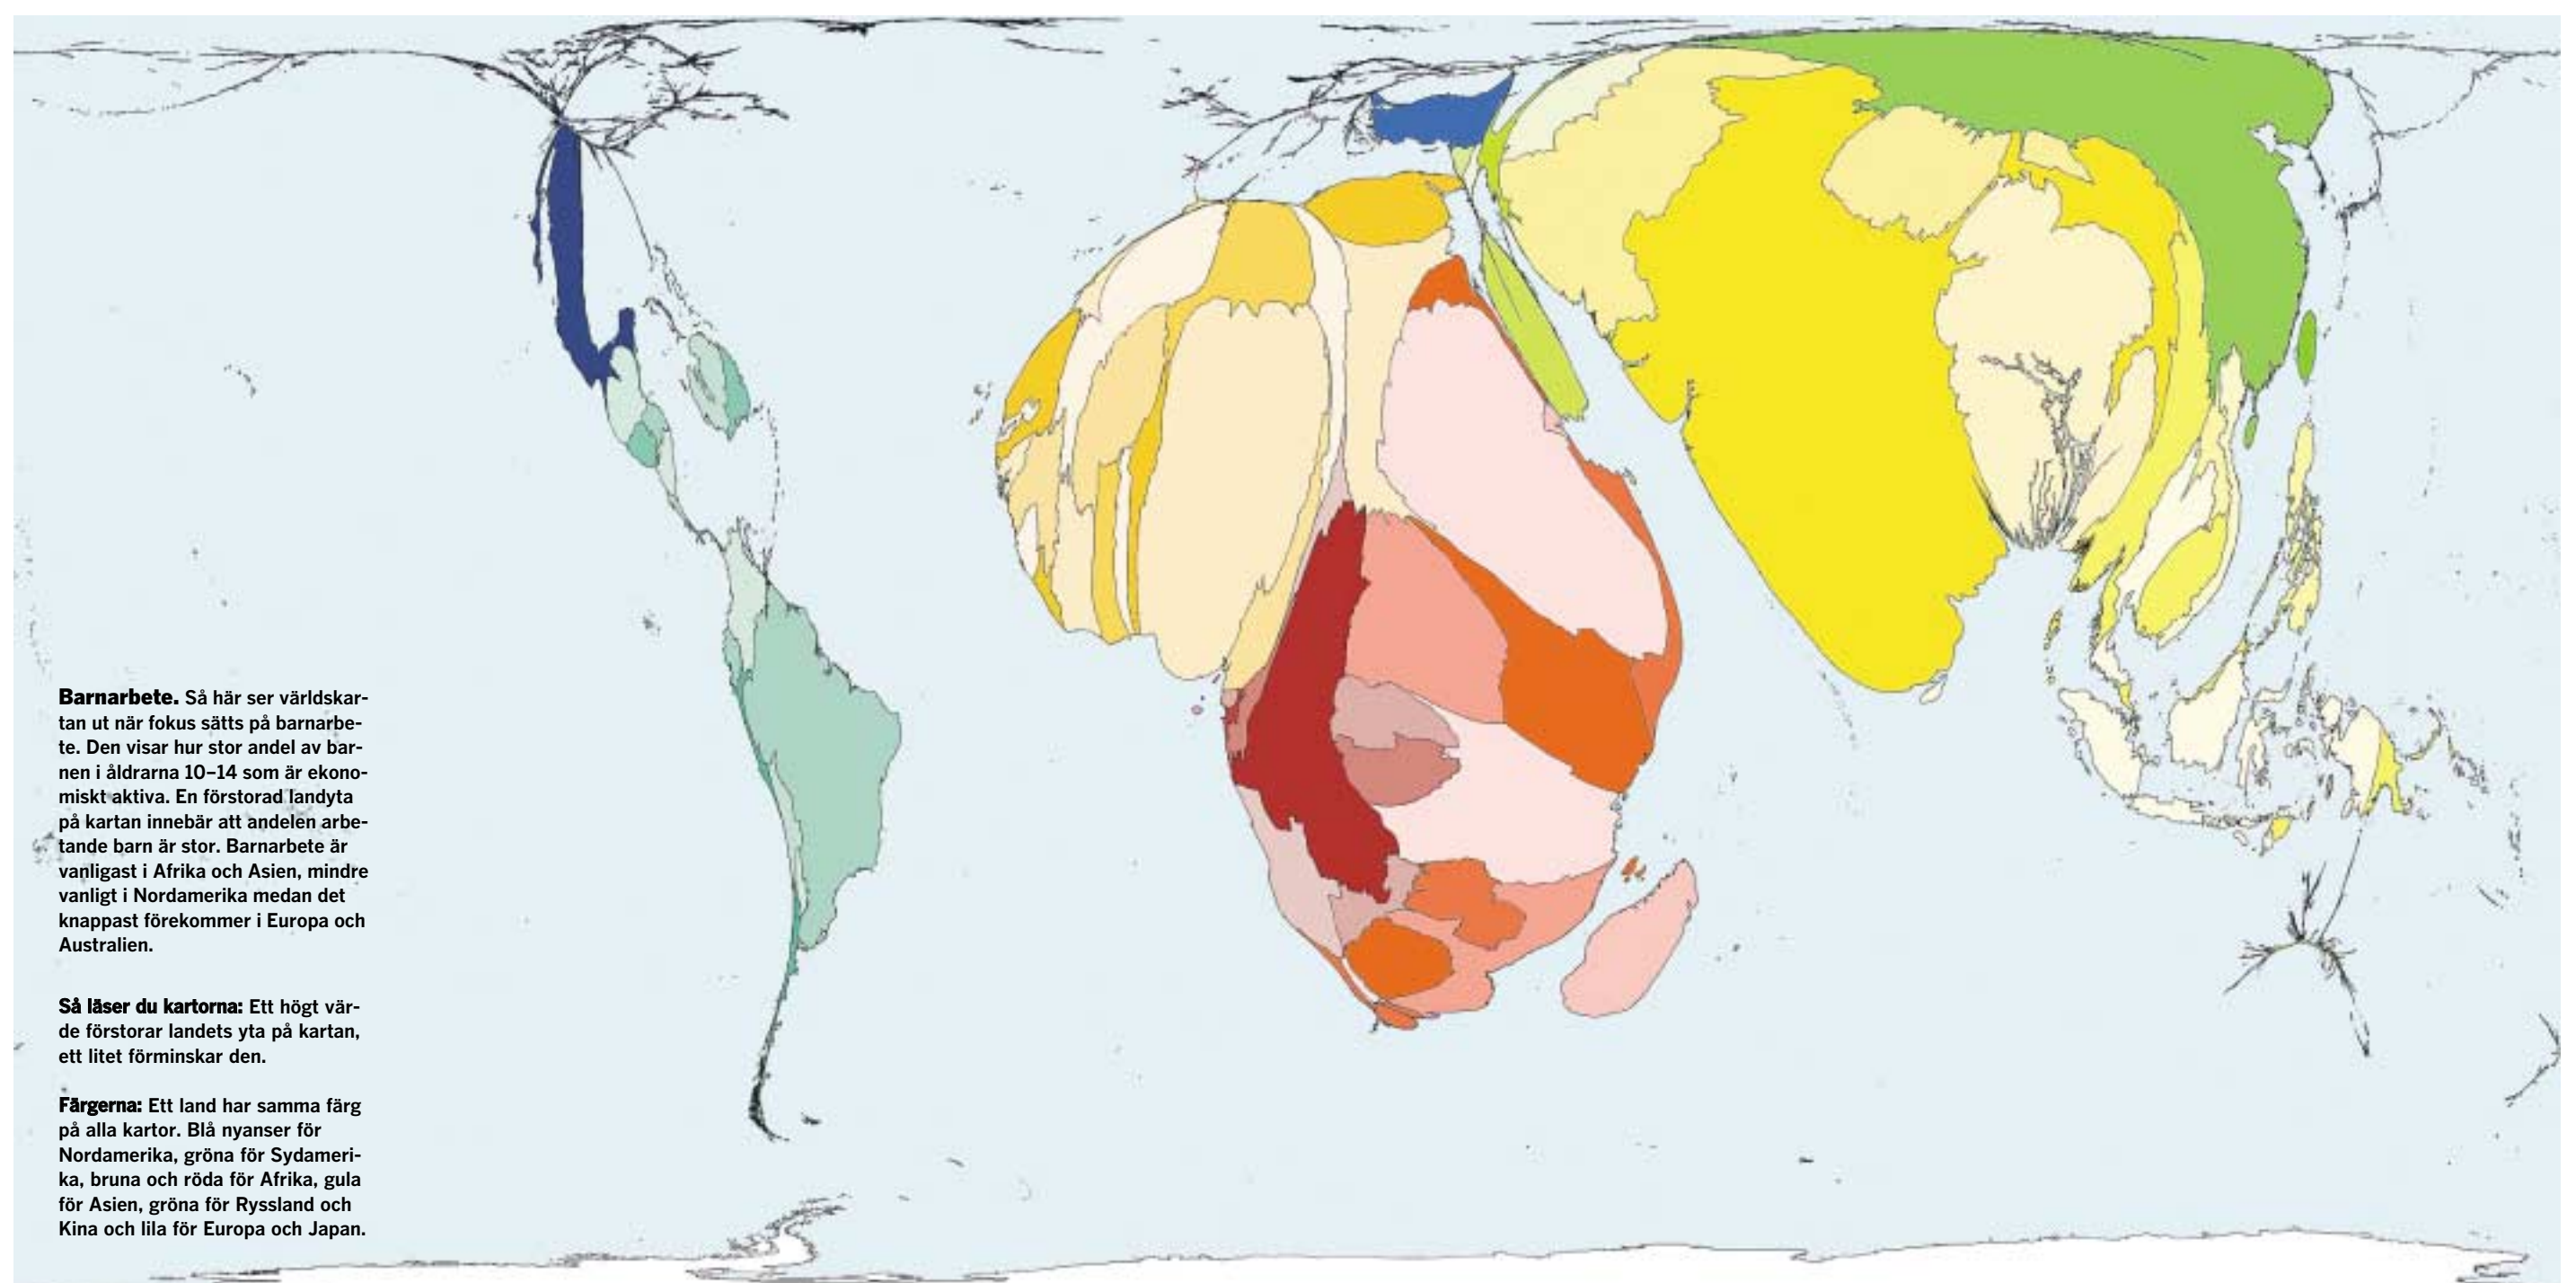 Barnarbete. Så här ser världskar-
tan ut när fokus sätts på barnarbe-
te. Den visar hur stor andel av bar-
nen i åldrarna 10–14 som är ekono-
miskt aktiva. En förstorad landyta
på kartan innebär att andelen arbe-
tande barn är stor. Barnarbete är
vanligast i Afrika och Asien, mindre
vanligt i Nordamerika medan det
knappast förekommer i Europa och
Australien.
Så läser du kartorna: Ett högt vär-
de förstorar landets yta på kartan,
ett litet förminskar den.
Färgerna: Ett land har samma färg
på alla kartor. Blå nyanser för
Nordamerika, gröna för Sydameri-
ka, bruna och röda för Afrika, gula
för Asien, gröna för Ryssland och
Kina och lila för Europa och Japan.